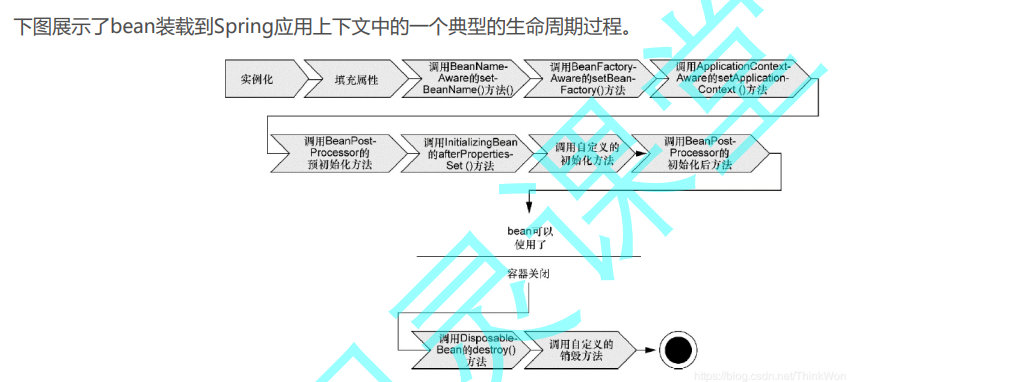 下图展示了bean装载到Spring应用上下文中的一个典型的生命周期过程。
实例化
填充属性
调用BeanName-
Aware的set-
BeanName()方法()
调用BeanFactory-
Aware的setBean-
Factory()方法
调用ApplicationContext-
Aware的setApplication-
Context ()方法
调用BeanPost-
Processor的
预初始化方法
调用InitializingBean
的afterProperties-
Set ()方法
调用自定义的
初始化方法
调用BeanPost-
Processor的
初始化后方法
bean可以
使用了
容器关闭
调用Disposable-
Bean的destroy()
方法
调用自定义的
销毁方法
灵课堂
https://blog.csdn.net/ThinkWon